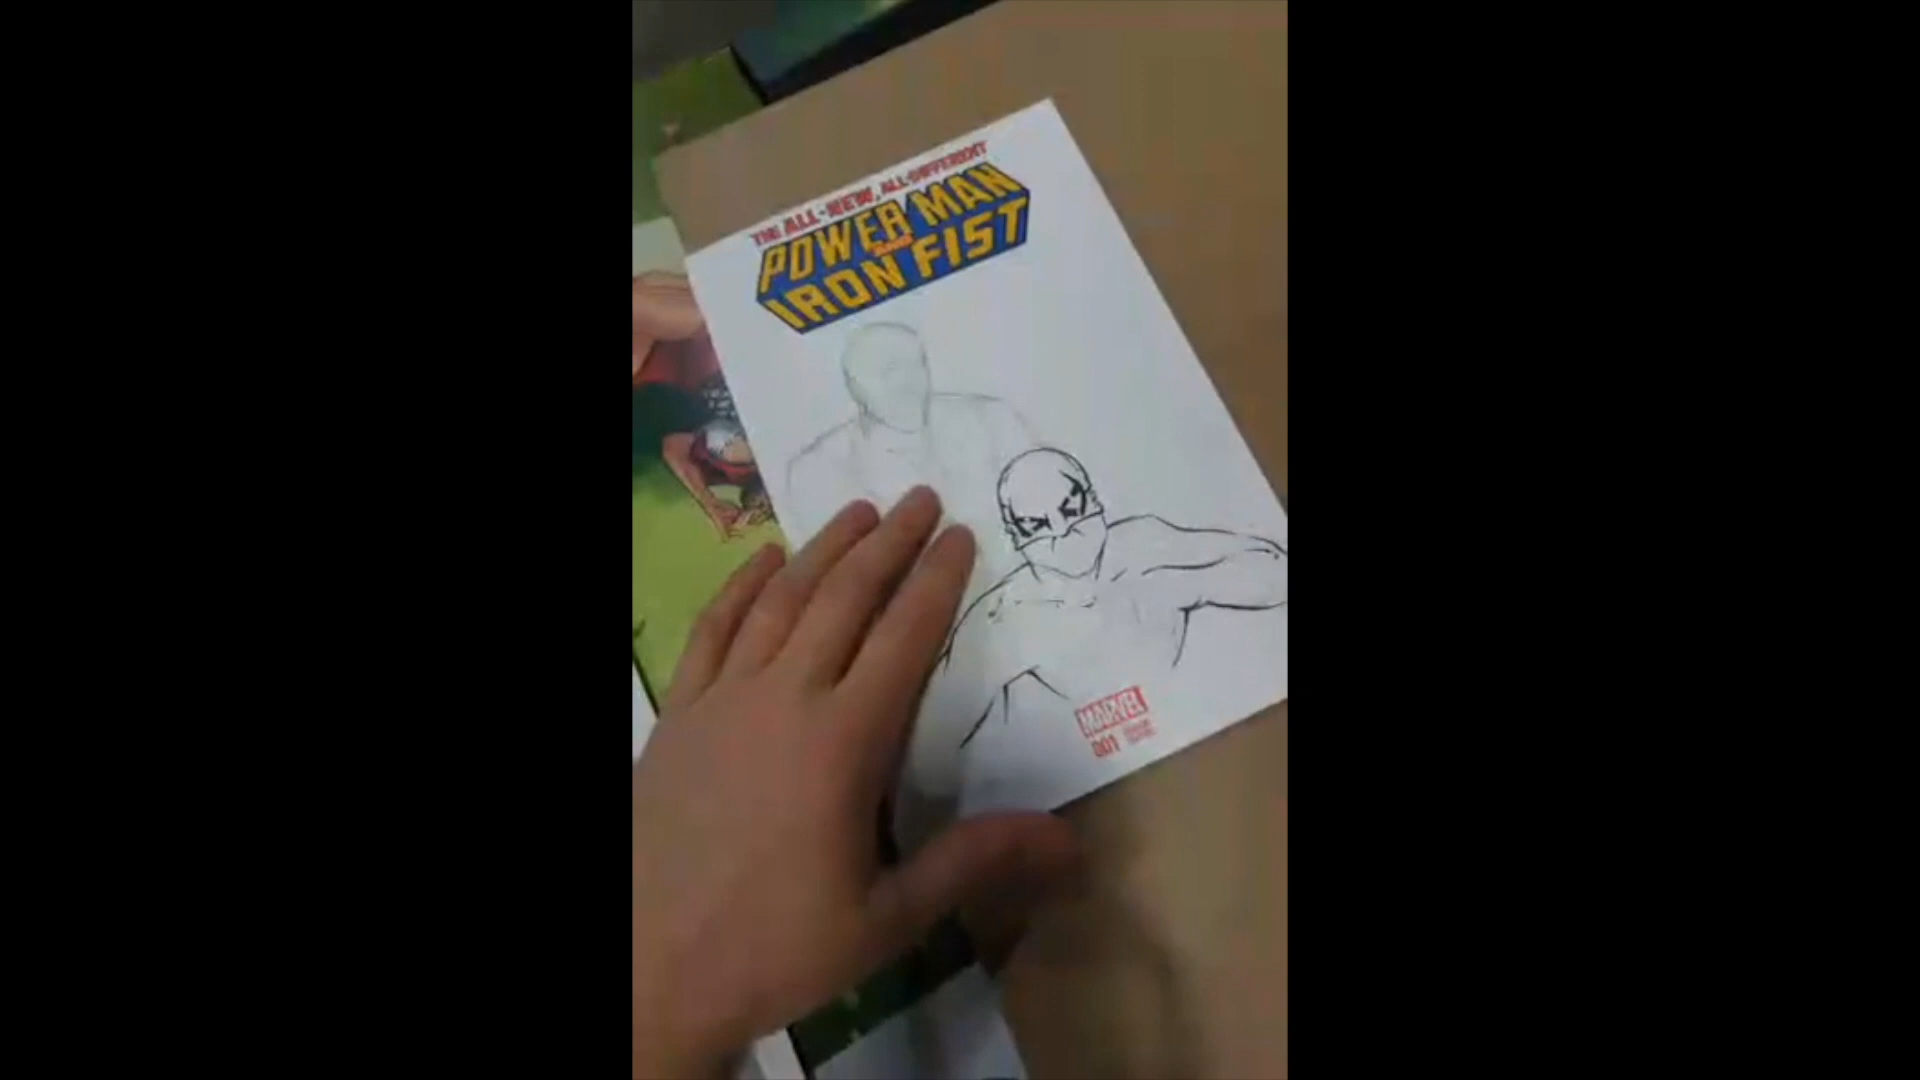 THE ALL-NEW, ALL-DIFFERENT
POWER MAN
IRON FIST
MARVEL
001